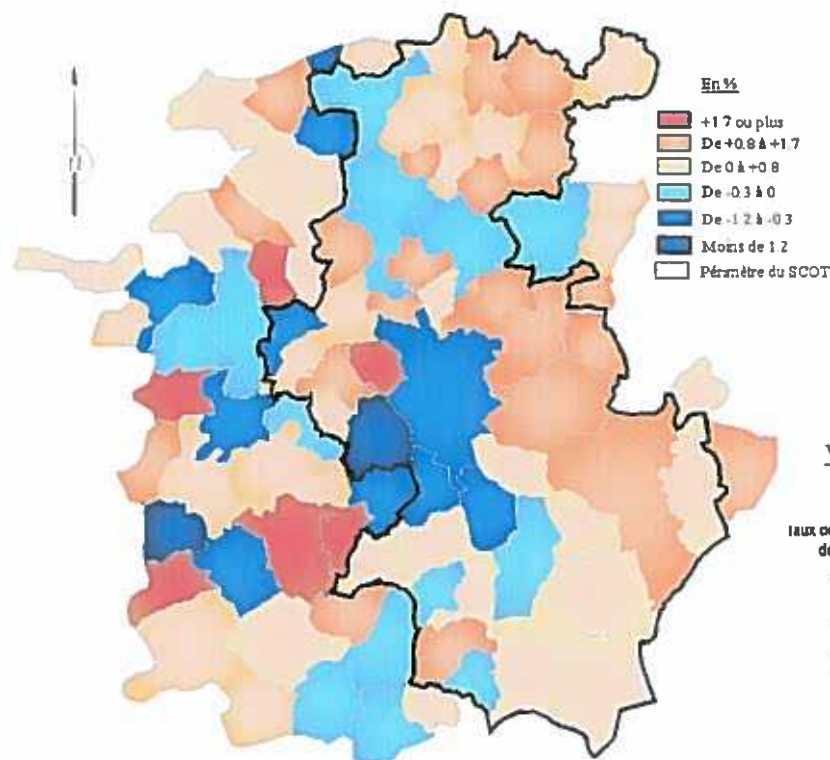 En %
+1.7 ou plus
De +0.8 à +1.7
De 0 à +0.8
De -0.3 à 0
De -1.2 à -0.3
Moins de 1.2
Périmètre du SCOT